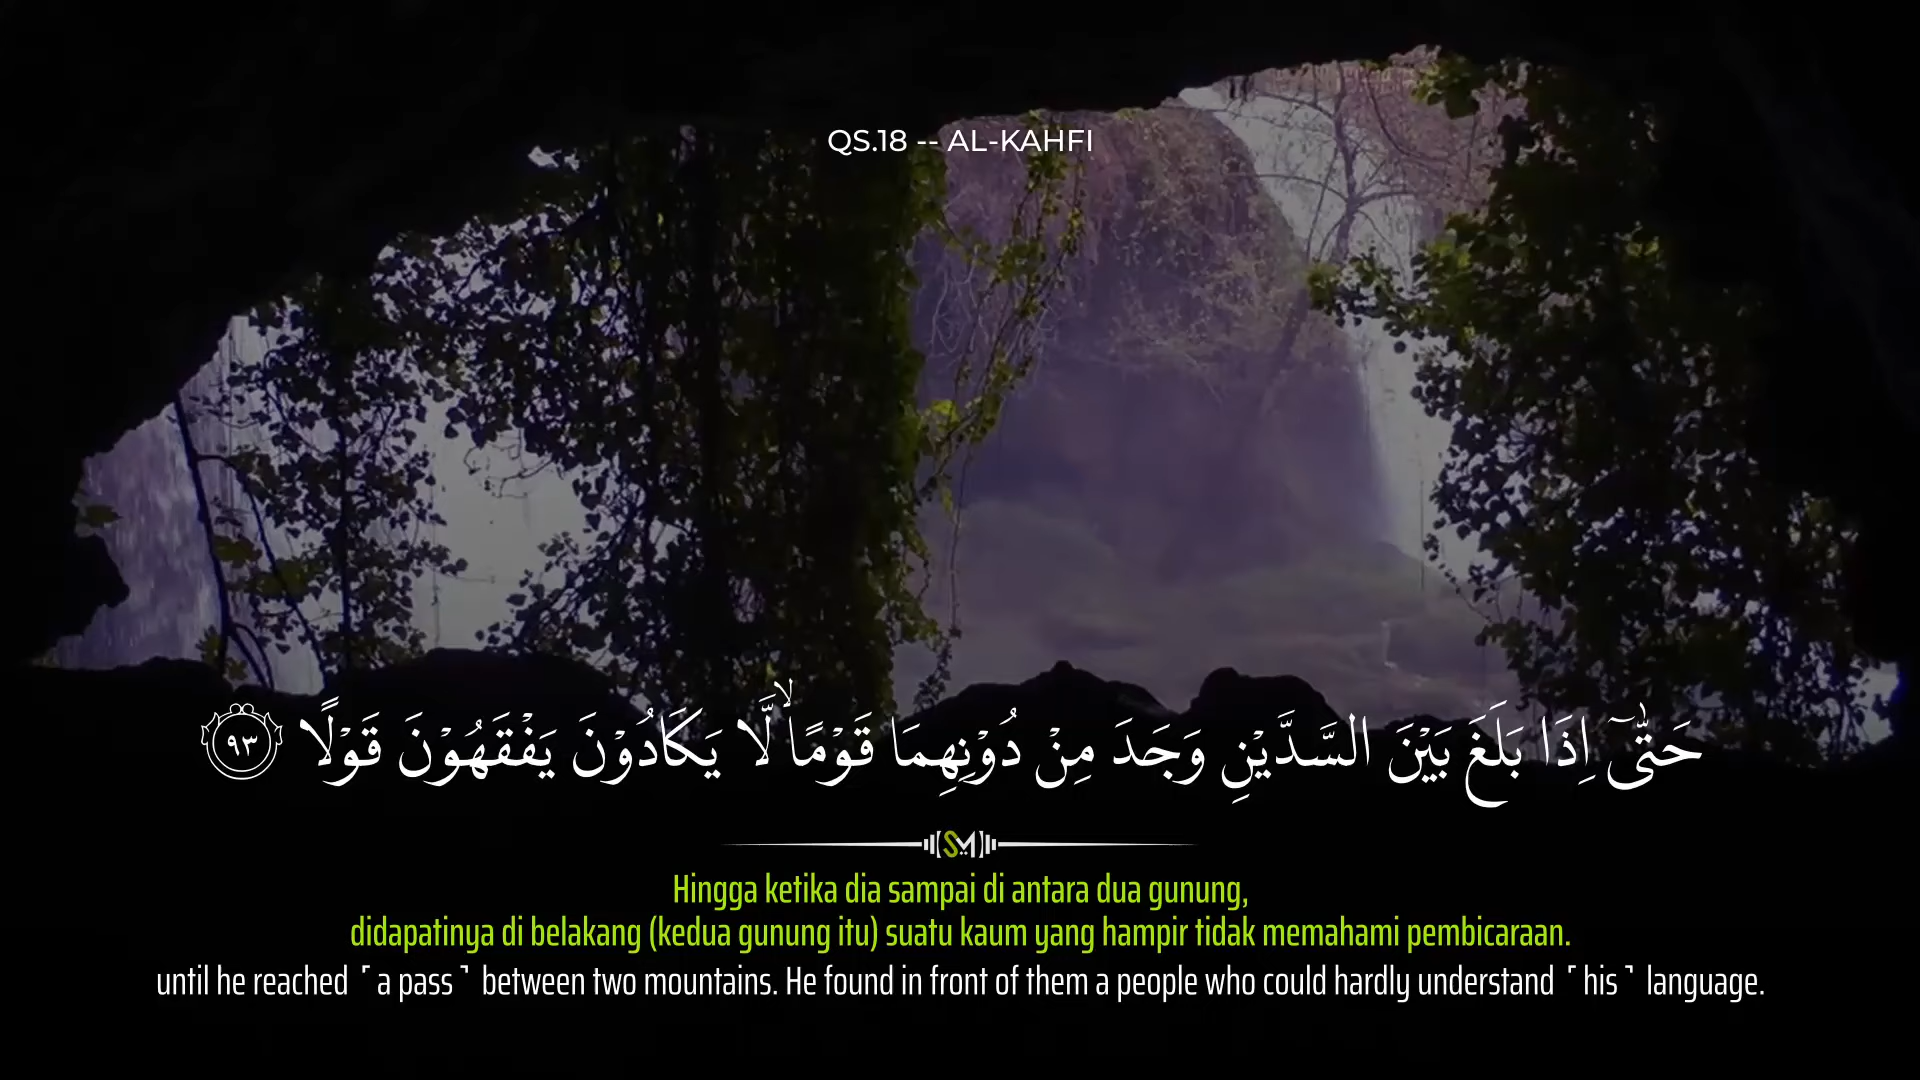 QS.18 -- AL-KAHFI
حَتّٰىٓ اِذَا بَلَغَ بَيْنَ السَّدَّيْنِ وَجَدَ مِنْ دُوْنِهِمَا قَوْمًاۙ لَّا يَكَادُوْنَ يَفْقَهُوْنَ قَوْلًا ٩٣
SM
Hingga ketika dia sampai di antara dua gunung,
didapatinya di belakang (kedua gunung itu) suatu kaum yang hampir tidak memahami pembicaraan.
until he reached ˹a pass˺ between two mountains. He found in front of them a people who could hardly understand ˹his˺ language.